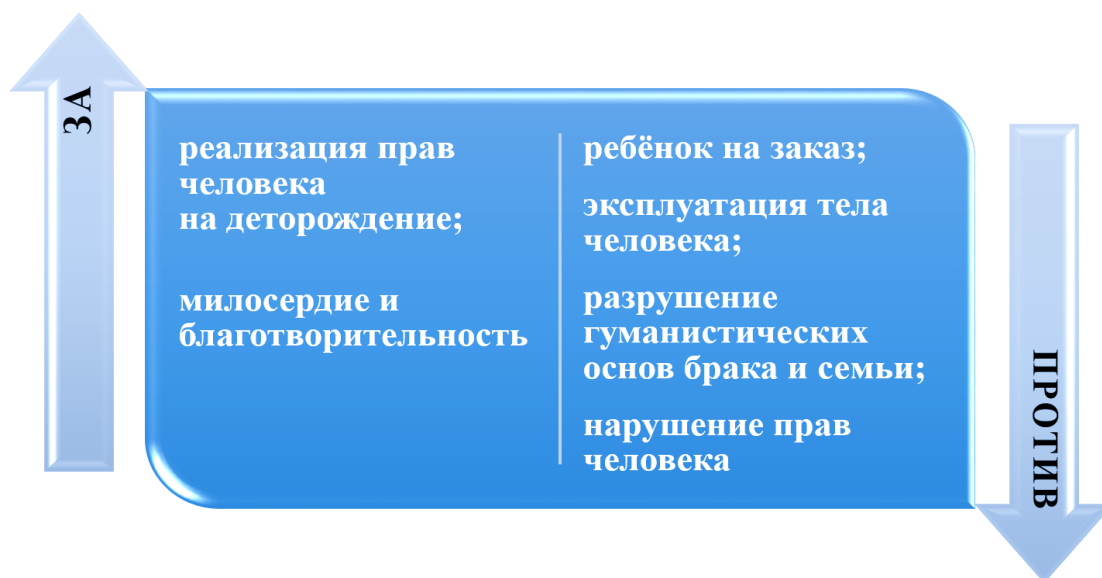 ЗА
реализация прав
человека
на деторождение;
милосердие и
благотворительность
ребёнок на заказ;
эксплуатация тела
человека;
разрушение
гуманистических
основ брака и семьи;
нарушение прав
человека
ПРОТИВ